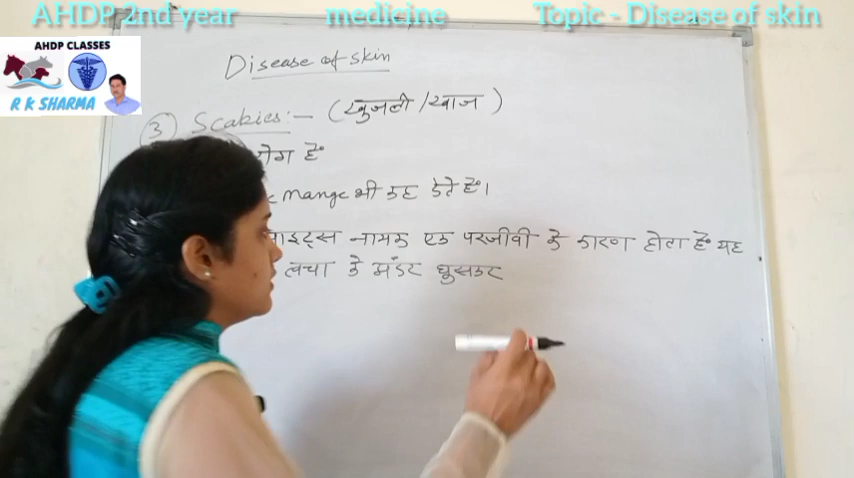 AHDP 2nd year medicine Topic - Disease of skin
AHDP CLASSES
R K SHARMA
Disease of skin
3 Scabies:- (खुजली/खाज)
रोग हैं
Mange भी कह देते हैं।
माइट्स नामक एक परजीवी के कारण होता हैं यह
त्वचा के अंदर घुसकर